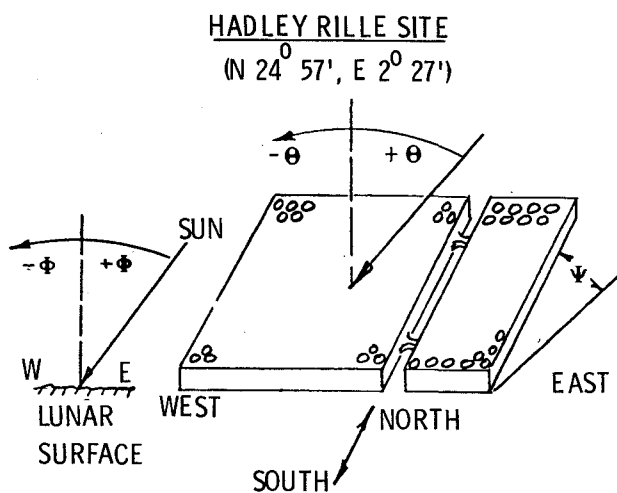 HADLEY RILLE SITE
(N 24⁰ 57', E 2⁰ 27')
-Θ +Θ
SUN
-Φ +Φ
Ψ
W E
LUNAR
SURFACE
WEST
NORTH
EAST
SOUTH